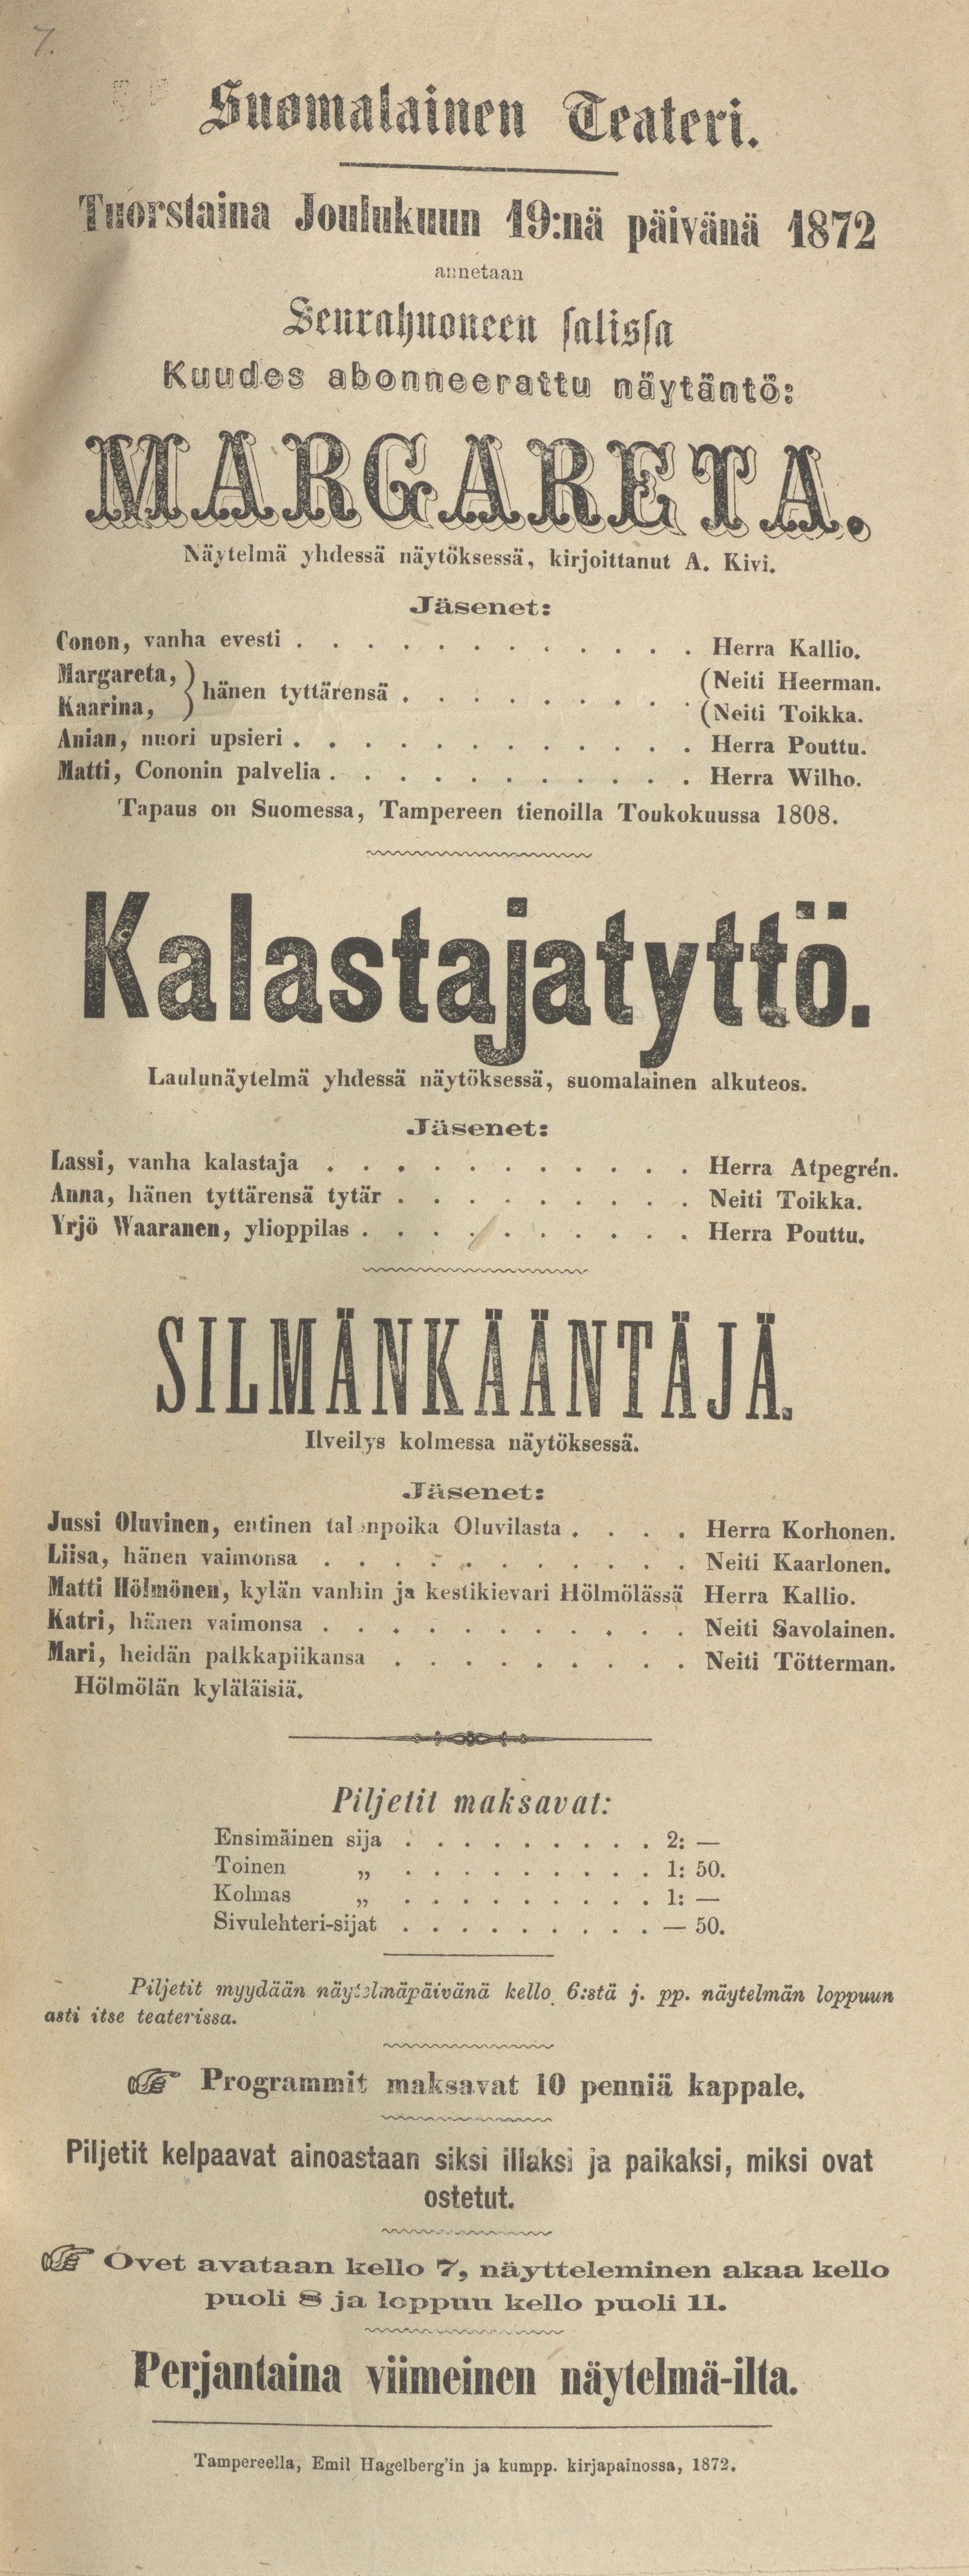 7.
Suomalainen Teateri.
Tuorstaina Joulukuun 19:nä päivänä 1872
annetaan
Seurahuoneen salissa
Kuudes abonneerattu näytäntö:
MARGARETA.
Näytelmä yhdessä näytöksessä, kirjoittanut A. Kivi.
Jäsenet:
Conon, vanha evesti . . . . . . . . . . . . Herra Kallio.
Margareta, } hänen tyttärensä . . . . . . . . . (Neiti Heerman.
Kaarina, } (Neiti Toikka.
Anian, nuori upsieri . . . . . . . . . . . . Herra Pouttu.
Matti, Cononin palvelia . . . . . . . . . . . Herra Wilho.
Tapaus on Suomessa, Tampereen tienoilla Toukokuussa 1808.
Kalastajatyttö.
Laulunäytelmä yhdessä näytöksessä, suomalainen alkuteos.
Jäsenet:
Lassi, vanha kalastaja . . . . . . . . . . . Herra Atpegrén.
Anna, hänen tyttärensä tytär . . . . . . . . . Neiti Toikka.
Yrjö Waaranen, ylioppilas . . . . . . . . . . Herra Pouttu.
SILMÄNKÄÄNTÄJÄ.
Ilveilys kolmessa näytöksessä.
Jäsenet:
Jussi Oluvinen, entinen talonpoika Oluvilasta . . . . Herra Korhonen.
Liisa, hänen vaimonsa . . . . . . . . . . . Neiti Kaarlonen.
Matti Hölmönen, kylän vanhin ja kestikievari Hölmölässä Herra Kallio.
Katri, hänen vaimonsa . . . . . . . . . . . Neiti Savolainen.
Mari, heidän palkkapiikansa . . . . . . . . . Neiti Tötterman.
Hölmölän kyläläisiä.
Piljetit maksavat:
Ensimäinen sija . . . . . . . . . 2: —
Toinen „ . . . . . . . . . 1: 50.
Kolmas „ . . . . . . . . . 1: —
Sivulehteri-sijat . . . . . . . . . — 50.
Piljetit myydään näytelmäpäivänä kello 6:stä j. pp. näytelmän loppuun
asti itse teaterissa.
☞ Programmit maksavat 10 penniä kappale.
Piljetit kelpaavat ainoastaan siksi illaksi ja paikaksi, miksi ovat
ostetut.
☞ Ovet avataan kello 7, näytteleminen akaa kello
puoli 8 ja loppuu kello puoli 11.
Perjantaina viimeinen näytelmä-ilta.
Tampereella, Emil Hagelberg'in ja kumpp. kirjapainossa, 1872.